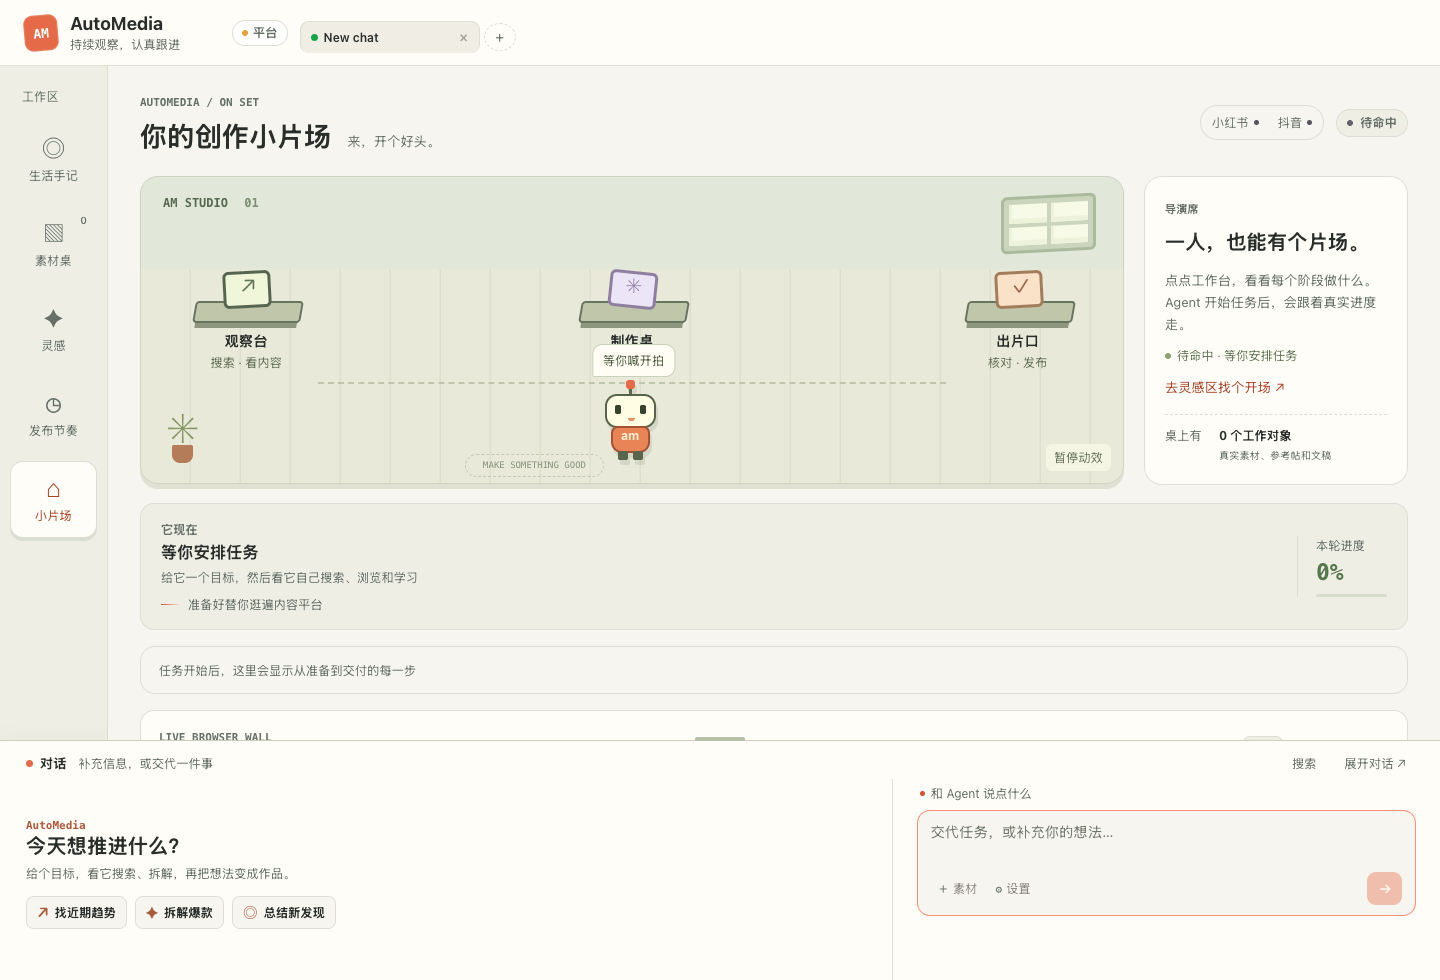 AM
AutoMedia
持续观察，认真跟进
平台
New chat
×
+
工作区
生活手记
0
素材桌
灵感
发布节奏
小片场
AUTOMEDIA / ON SET
你的创作小片场
来，开个好头。
小红书
抖音
待命中
AM STUDIO 01
观察台
搜索 · 看内容
制作桌
等你喊开拍
出片口
核对 · 发布
am
MAKE SOMETHING GOOD
暂停动效
导演席
一人，也能有个片场。
点点工作台，看看每个阶段做什么。
Agent 开始任务后，会跟着真实进度
走。
待命中 · 等你安排任务
去灵感区找个开场 ↗
桌上有
0 个工作对象
真实素材、参考帖和文稿
它现在
等你安排任务
给它一个目标，然后看它自己搜索、浏览和学习
准备好替你逛遍内容平台
本轮进度
0%
任务开始后，这里会显示从准备到交付的每一步
LIVE BROWSER WALL
对话
补充信息，或交代一件事
搜索
展开对话 ↗
AutoMedia
今天想推进什么?
给个目标，看它搜索、拆解，再把想法变成作品。
找近期趋势
拆解爆款
总结新发现
和 Agent 说点什么
交代任务，或补充你的想法...
+ 素材
设置